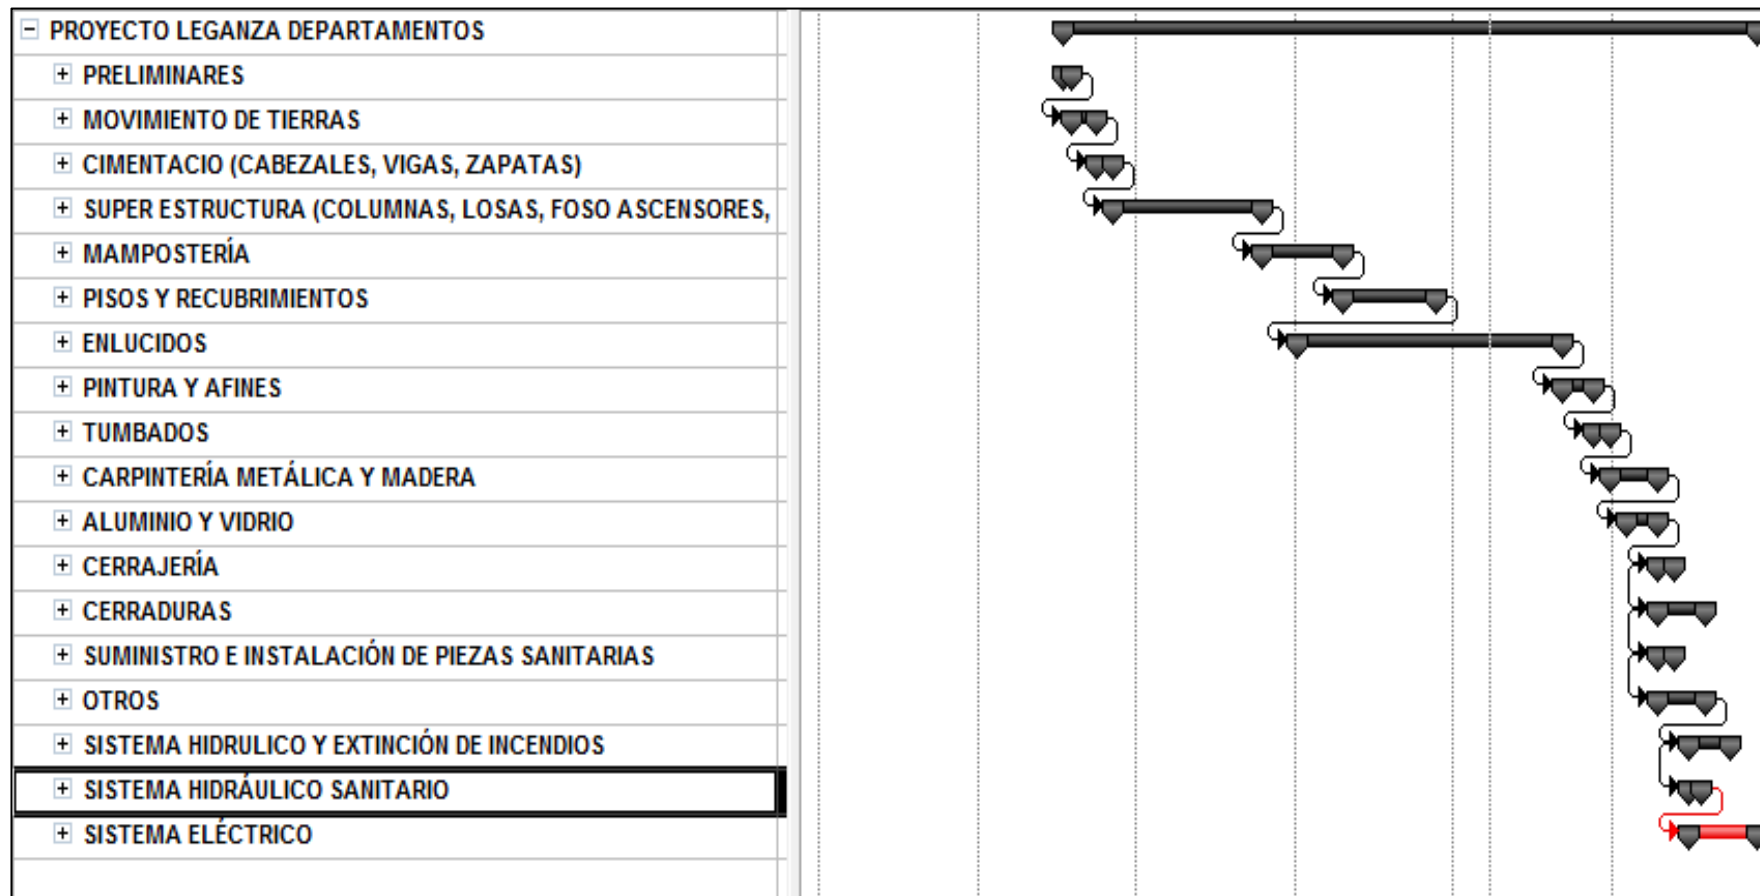 PROYECTO LEGANZA DEPARTAMENTOS
PRELIMINARES
MOVIMIENTO DE TIERRAS
CIMENTACIO (CABEZALES, VIGAS, ZAPATAS)
SUPER ESTRUCTURA (COLUMNAS, LOSAS, FOSO ASCENSORES,
MAMPOSTERÍA
PISOS Y RECUBRIMIENTOS
ENLUCIDOS
PINTURA Y AFINES
TUMBADOS
CARPINTERÍA METÁLICA Y MADERA
ALUMINIO Y VIDRIO
CERRAJERÍA
CERRADURAS
SUMINISTRO E INSTALACIÓN DE PIEZAS SANITARIAS
OTROS
SISTEMA HIDRULICO Y EXTINCIÓN DE INCENDIOS
SISTEMA HIDRÁULICO SANITARIO
SISTEMA ELÉCTRICO